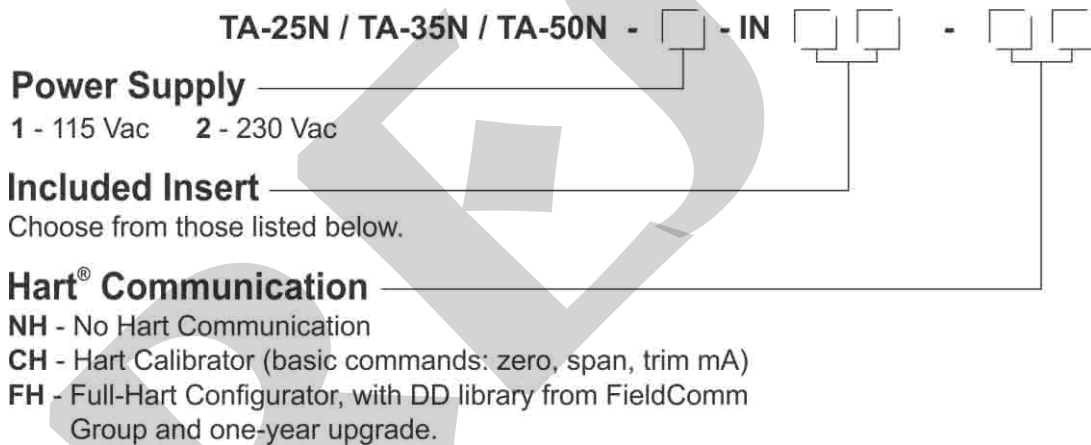 TA-25N / TA-35N / TA-50N - - IN -
Power Supply
1 - 115 Vac 2 - 230 Vac
Included Insert
Choose from those listed below.
Hart® Communication
NH - No Hart Communication
CH - Hart Calibrator (basic commands: zero, span, trim mA)
FH - Full-Hart Configurator, with DD library from FieldComm
Group and one-year upgrade.